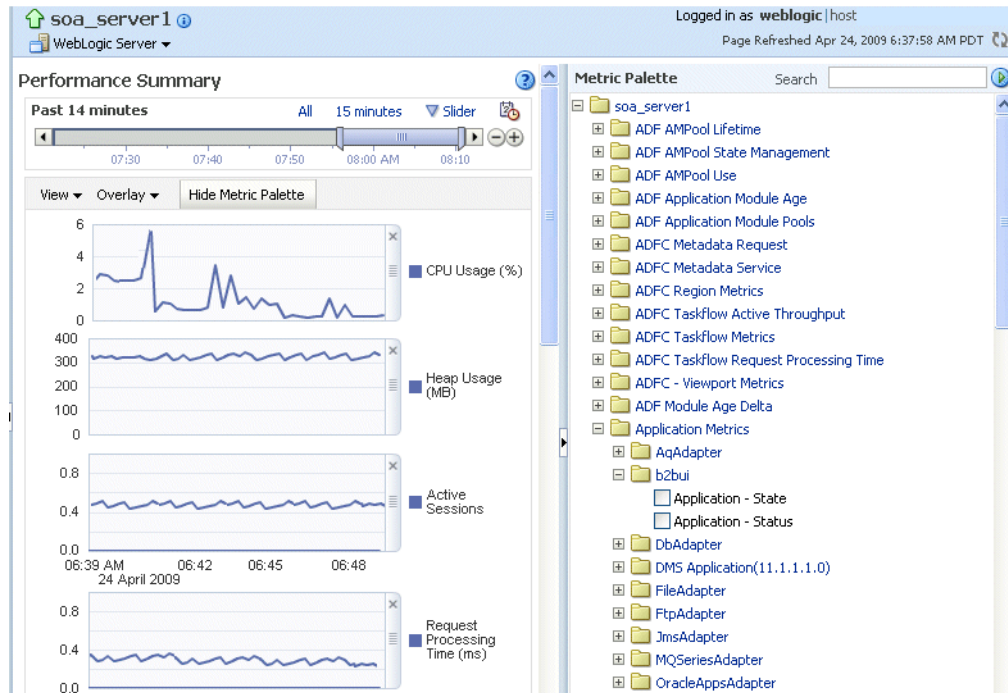 soa_server1
Logged in as weblogic|host
WebLogic Server
Page Refreshed Apr 24, 2009 6:37:58 AM PDT
Performance Summary
Past 14 minutes
All 15 minutes Slider
07:30 07:40 07:50 08:00 AM 08:10
View Overlay Hide Metric Palette
6
4
2
0
CPU Usage (%)
400
300
200
100
0
Heap Usage
(MB)
0.8
0.4
0.0
Active
Sessions
06:39 AM 06:42 06:45 06:48
24 April 2009
0.8
0.4
0.0
Request
Processing
Time (ms)
Metric Palette Search
soa_server1
ADF AMPool Lifetime
ADF AMPool State Management
ADF AMPool Use
ADF Application Module Age
ADF Application Module Pools
ADFC Metadata Request
ADFC Metadata Service
ADFC Region Metrics
ADFC Taskflow Active Throughput
ADFC Taskflow Metrics
ADFC Taskflow Request Processing Time
ADFC - Viewport Metrics
ADF Module Age Delta
Application Metrics
AqAdapter
b2bui
Application - State
Application - Status
DbAdapter
DMS Application(11.1.1.1.0)
FileAdapter
FtpAdapter
JmsAdapter
MQSeriesAdapter
OracleAppsAdapter